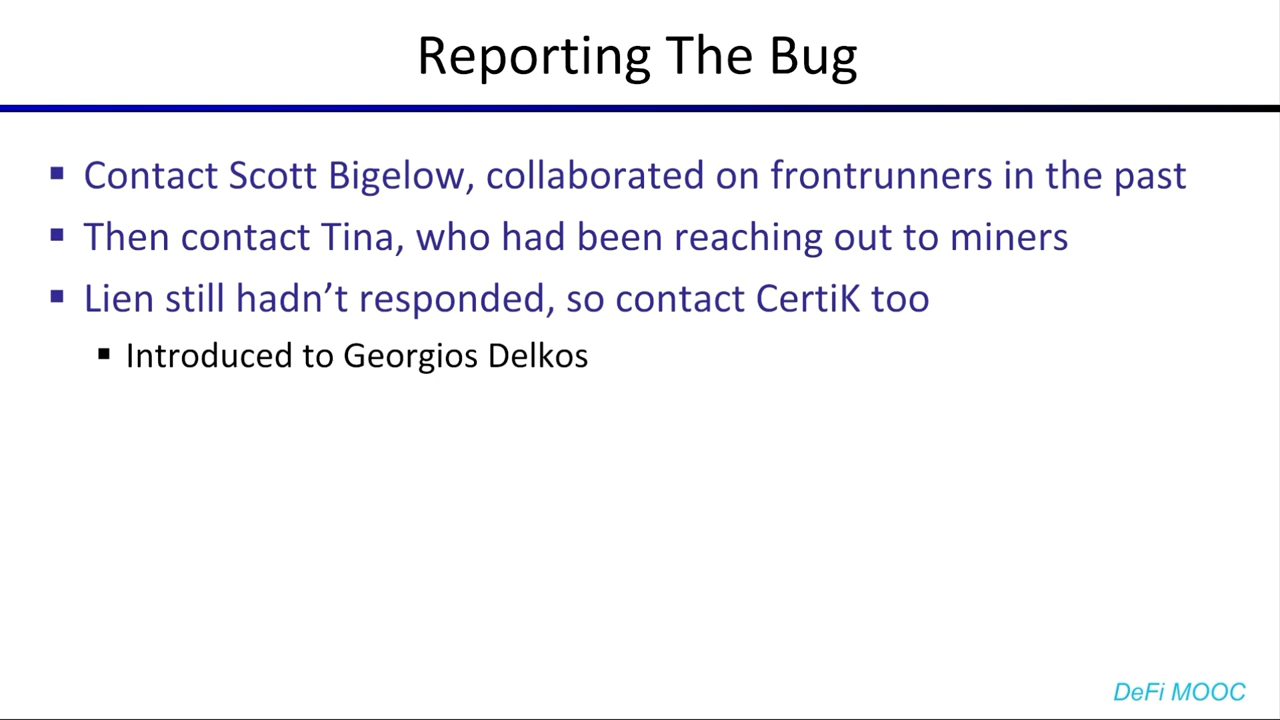 Reporting The Bug
▪ Contact Scott Bigelow, collaborated on frontrunners in the past
▪ Then contact Tina, who had been reaching out to miners
▪ Lien still hadn’t responded, so contact CertiK too
▪ Introduced to Georgios Delkos
DeFi MOOC